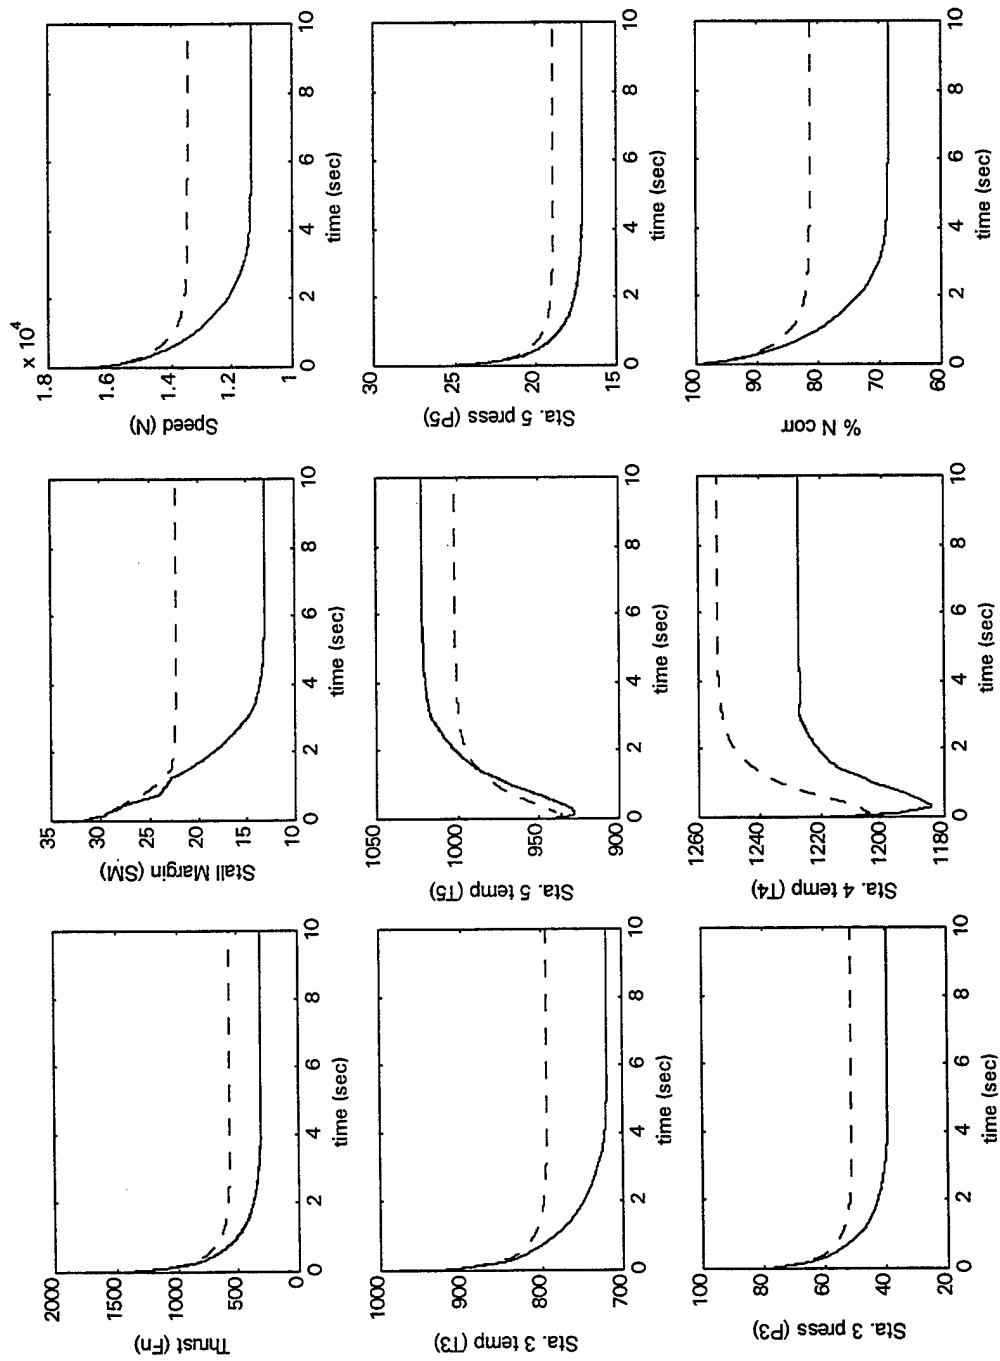 Thrust (Fn)
2000
1500
1000
500
0
0 2 4 6 8 10
time (sec)
Stall Margin (SM)
35
30
25
20
15
10
0 2 4 6 8 10
time (sec)
Speed (N)
x 10^4
1.8
1.6
1.4
1.2
1
0 2 4 6 8 10
time (sec)
Sta. 3 temp (T3)
1000
900
800
700
0 2 4 6 8 10
time (sec)
Sta. 5 temp (T5)
1050
1000
950
900
0 2 4 6 8 10
time (sec)
Sta. 5 press (P5)
30
25
20
15
0 2 4 6 8 10
time (sec)
Sta. 3 press (P3)
100
80
60
40
20
0 2 4 6 8 10
time (sec)
Sta. 4 temp (T4)
1260
1240
1220
1200
1180
0 2 4 6 8 10
time (sec)
% N corr
100
90
80
70
60
0 2 4 6 8 10
time (sec)